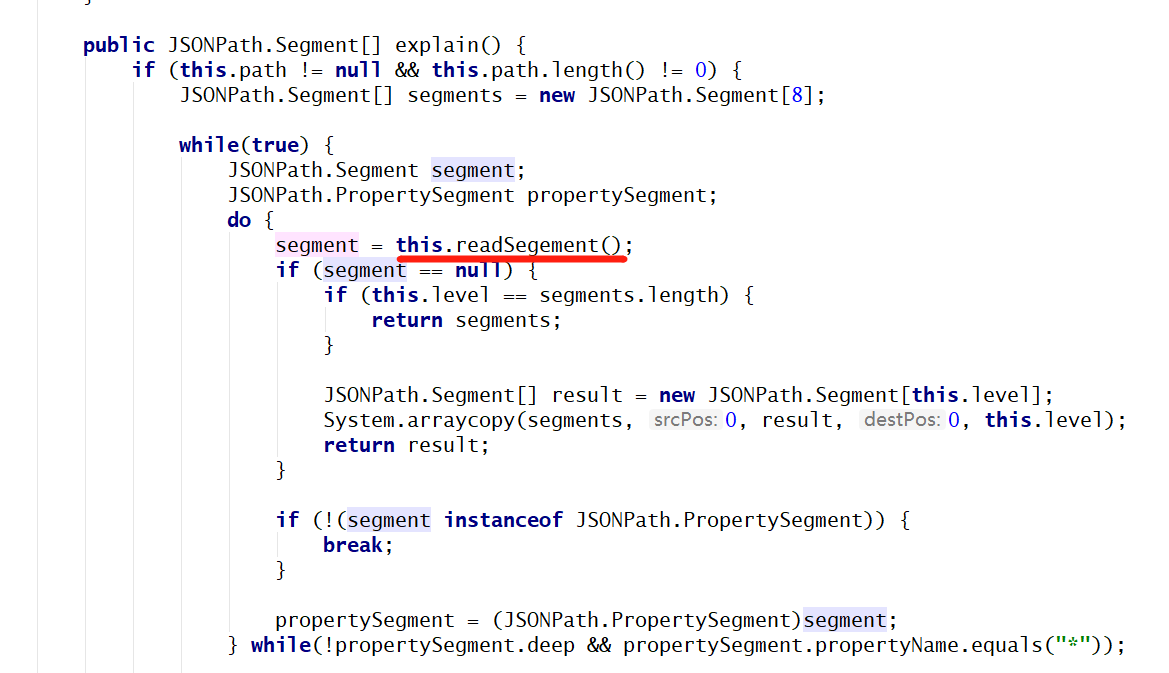 }
public JSONPath.Segment[] explain() {
if (this.path != null && this.path.length() != 0) {
JSONPath.Segment[] segments = new JSONPath.Segment[8];
while(true) {
JSONPath.Segment segment;
JSONPath.PropertySegment propertySegment;
do {
segment = this.readSegement();
if (segment == null) {
if (this.level == segments.length) {
return segments;
}
JSONPath.Segment[] result = new JSONPath.Segment[this.level];
System.arraycopy(segments, srcPos: 0, result, destPos: 0, this.level);
return result;
}
if (!(segment instanceof JSONPath.PropertySegment)) {
break;
}
propertySegment = (JSONPath.PropertySegment)segment;
} while(!propertySegment.deep && propertySegment.propertyName.equals("*"));